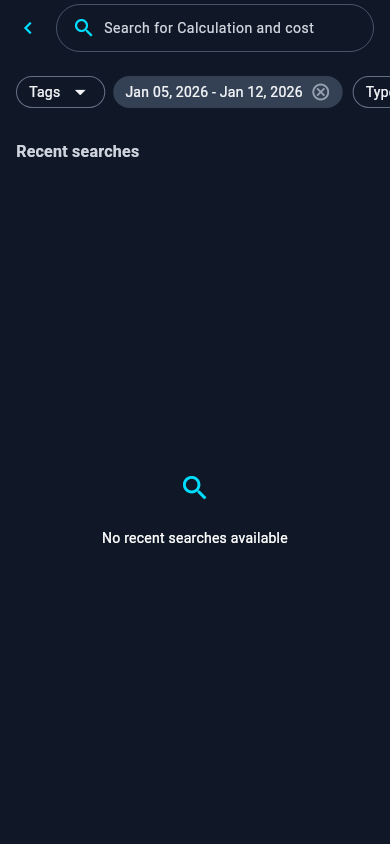 Search for Calculation and cost
Tags
Jan 05, 2026 - Jan 12, 2026
Recent searches
No recent searches available